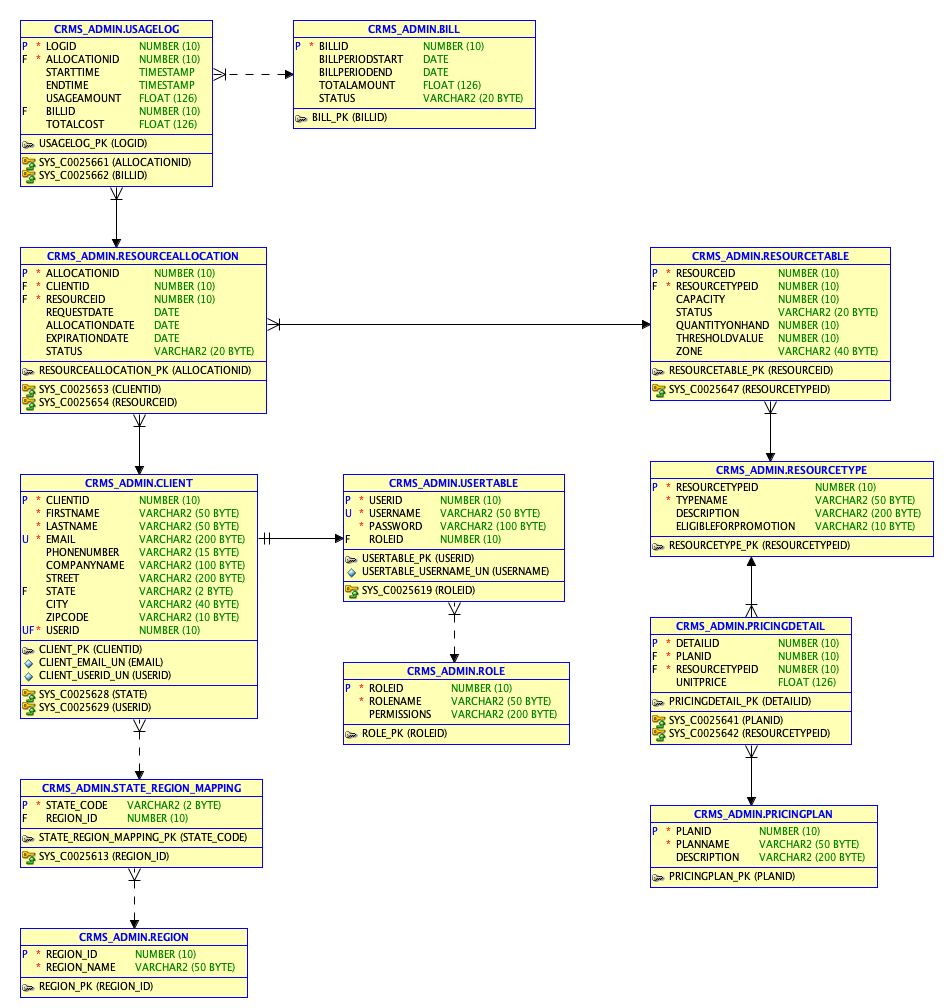 CRMS_ADMIN.USAGELOG
P * LOGID NUMBER (10)
F * ALLOCATIONID NUMBER (10)
STARTTIME TIMESTAMP
ENDTIME TIMESTAMP
USAGEAMOUNT FLOAT (126)
F BILLID NUMBER (10)
TOTALCOST FLOAT (126)
USAGELOG_PK (LOGID)
SYS_C0025661 (ALLOCATIONID)
SYS_C0025662 (BILLID)
CRMS_ADMIN.BILL
P * BILLID NUMBER (10)
BILLPERIODSTART DATE
BILLPERIODEND DATE
TOTALAMOUNT FLOAT (126)
STATUS VARCHAR2 (20 BYTE)
BILL_PK (BILLID)
CRMS_ADMIN.RESOURCEALLOCATION
P * ALLOCATIONID NUMBER (10)
F * CLIENTID NUMBER (10)
F * RESOURCEID NUMBER (10)
REQUESTDATE DATE
ALLOCATIONDATE DATE
EXPIRATIONDATE DATE
STATUS VARCHAR2 (20 BYTE)
RESOURCEALLOCATION_PK (ALLOCATIONID)
SYS_C0025653 (CLIENTID)
SYS_C0025654 (RESOURCEID)
CRMS_ADMIN.RESOURCETABLE
P * RESOURCEID NUMBER (10)
F * RESOURCETYPEID NUMBER (10)
CAPACITY NUMBER (10)
STATUS VARCHAR2 (20 BYTE)
QUANTITYONHAND NUMBER (10)
THRESHOLDVALUE NUMBER (10)
ZONE VARCHAR2 (40 BYTE)
RESOURCETABLE_PK (RESOURCEID)
SYS_C0025647 (RESOURCETYPEID)
CRMS_ADMIN.CLIENT
P * CLIENTID NUMBER (10)
* FIRSTNAME VARCHAR2 (50 BYTE)
* LASTNAME VARCHAR2 (50 BYTE)
U * EMAIL VARCHAR2 (200 BYTE)
PHONENUMBER VARCHAR2 (15 BYTE)
COMPANYNAME VARCHAR2 (100 BYTE)
STREET VARCHAR2 (200 BYTE)
F STATE VARCHAR2 (2 BYTE)
CITY VARCHAR2 (40 BYTE)
ZIPCODE VARCHAR2 (10 BYTE)
UF * USERID NUMBER (10)
CLIENT_PK (CLIENTID)
CLIENT_EMAIL_UN (EMAIL)
CLIENT_USERID_UN (USERID)
SYS_C0025628 (STATE)
SYS_C0025629 (USERID)
CRMS_ADMIN.USERTABLE
P * USERID NUMBER (10)
U * USERNAME VARCHAR2 (50 BYTE)
* PASSWORD VARCHAR2 (100 BYTE)
F ROLEID NUMBER (10)
USERTABLE_PK (USERID)
USERTABLE_USERNAME_UN (USERNAME)
SYS_C0025619 (ROLEID)
CRMS_ADMIN.RESOURCETYPE
P * RESOURCETYPEID NUMBER (10)
* TYPENAME VARCHAR2 (50 BYTE)
DESCRIPTION VARCHAR2 (200 BYTE)
ELIGIBLEFORPROMOTION VARCHAR2 (10 BYTE)
RESOURCETYPE_PK (RESOURCETYPEID)
CRMS_ADMIN.ROLE
P * ROLEID NUMBER (10)
* ROLENAME VARCHAR2 (50 BYTE)
PERMISSIONS VARCHAR2 (200 BYTE)
ROLE_PK (ROLEID)
CRMS_ADMIN.PRICINGDETAIL
P * DETAILID NUMBER (10)
F * PLANID NUMBER (10)
F * RESOURCETYPEID NUMBER (10)
UNITPRICE FLOAT (126)
PRICINGDETAIL_PK (DETAILID)
SYS_C0025641 (PLANID)
SYS_C0025642 (RESOURCETYPEID)
CRMS_ADMIN.STATE_REGION_MAPPING
P * STATE_CODE VARCHAR2 (2 BYTE)
F REGION_ID NUMBER (10)
STATE_REGION_MAPPING_PK (STATE_CODE)
SYS_C0025613 (REGION_ID)
CRMS_ADMIN.PRICINGPLAN
P * PLANID NUMBER (10)
* PLANNAME VARCHAR2 (50 BYTE)
DESCRIPTION VARCHAR2 (200 BYTE)
PRICINGPLAN_PK (PLANID)
CRMS_ADMIN.REGION
P * REGION_ID NUMBER (10)
* REGION_NAME VARCHAR2 (50 BYTE)
REGION_PK (REGION_ID)